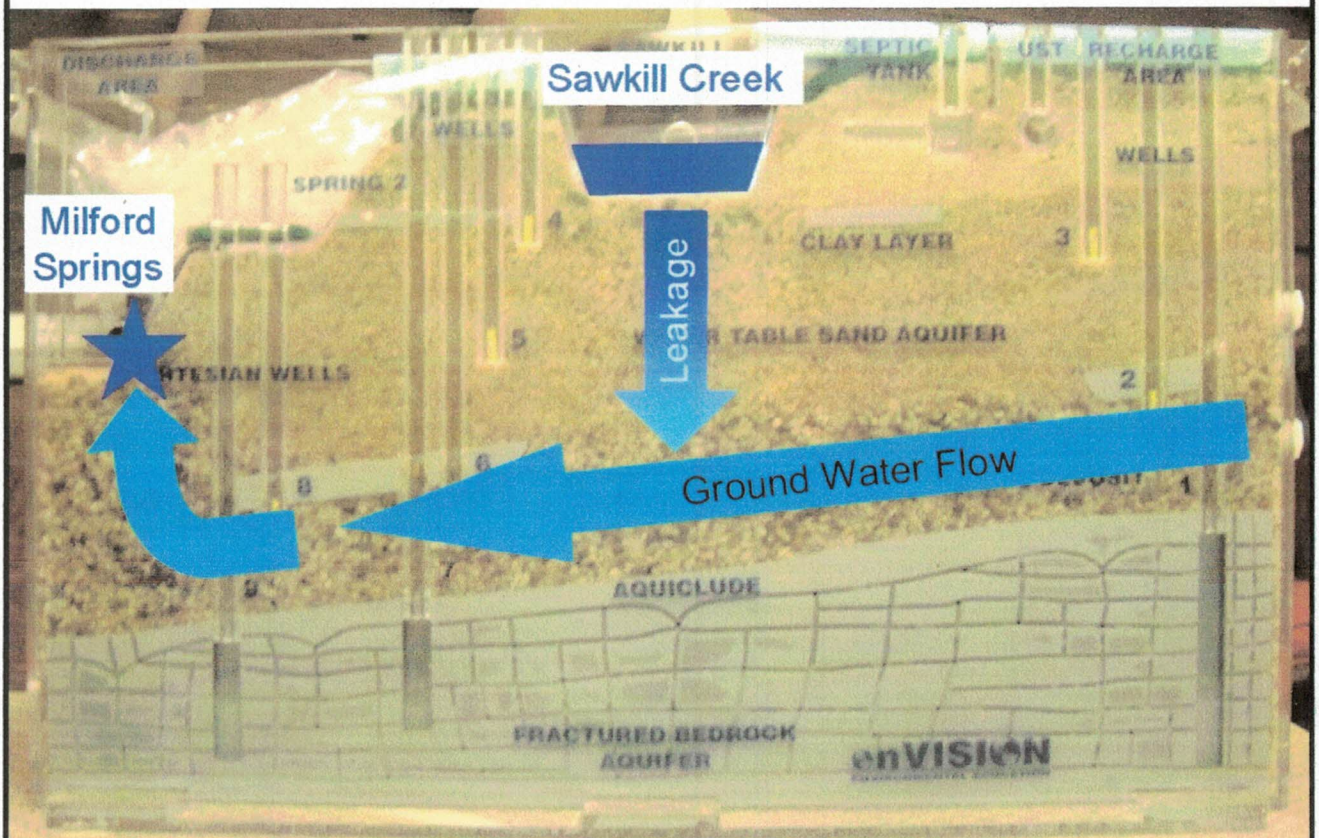 DISCHARGE
AREA
SAWKILL
SEPTIC
TANK
UST
RECHARGE
AREA
Sawkill Creek
WELLS
WELLS
SPRING 2
Milford
Springs
4
CLAY LAYER
3
Leakage
5
TABLE SAND AQUIFER
WELLS
2
6
8
Ground Water Flow
1
7
9
AQUICLUDE
FRACTURED BEDROCK
AQUIFER
enVISION